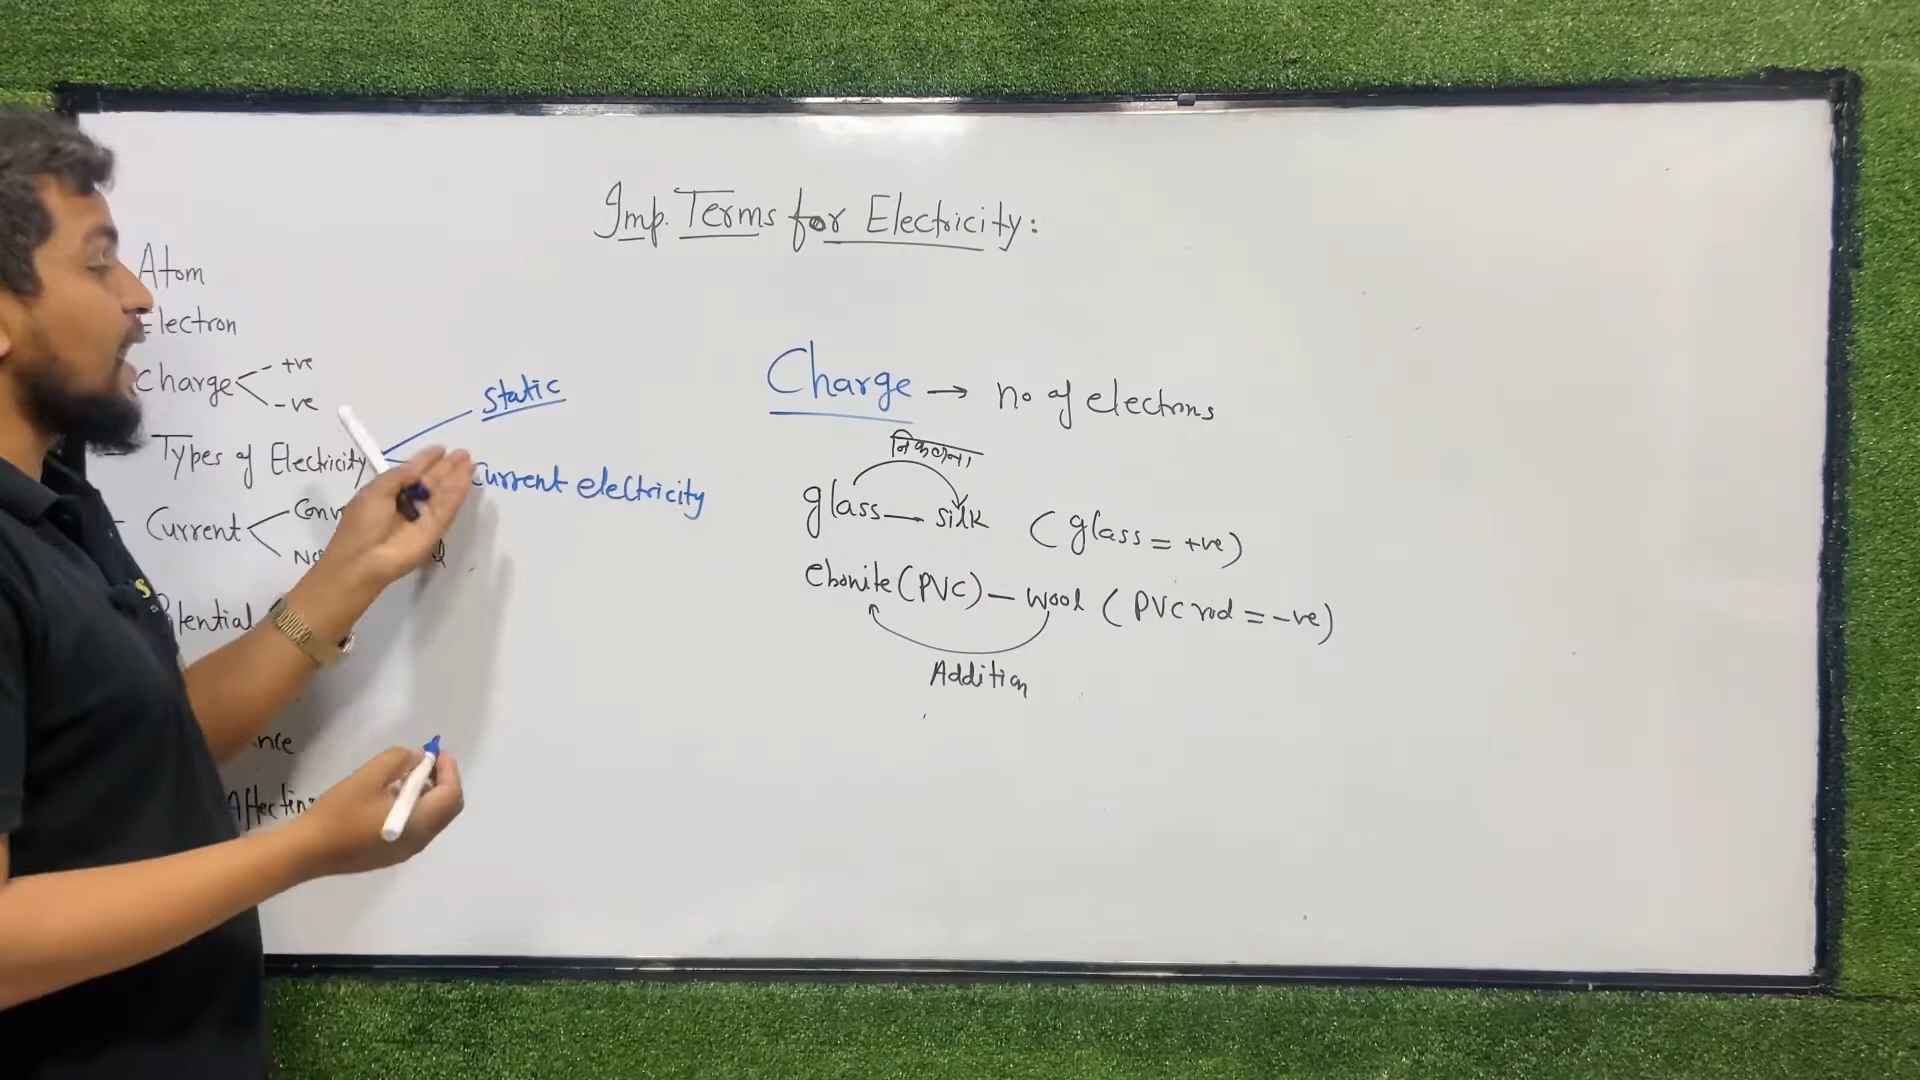 Imp. Terms for Electricity:
Atom
Electron
Charge +ve
-ve
Types of Electricity
Static
Current electricity
Current
Charge → no of electrons
निकलना
glass — silk (glass = +ve)
ebonite (PVC) — wool (PVC rod = -ve)
Addition